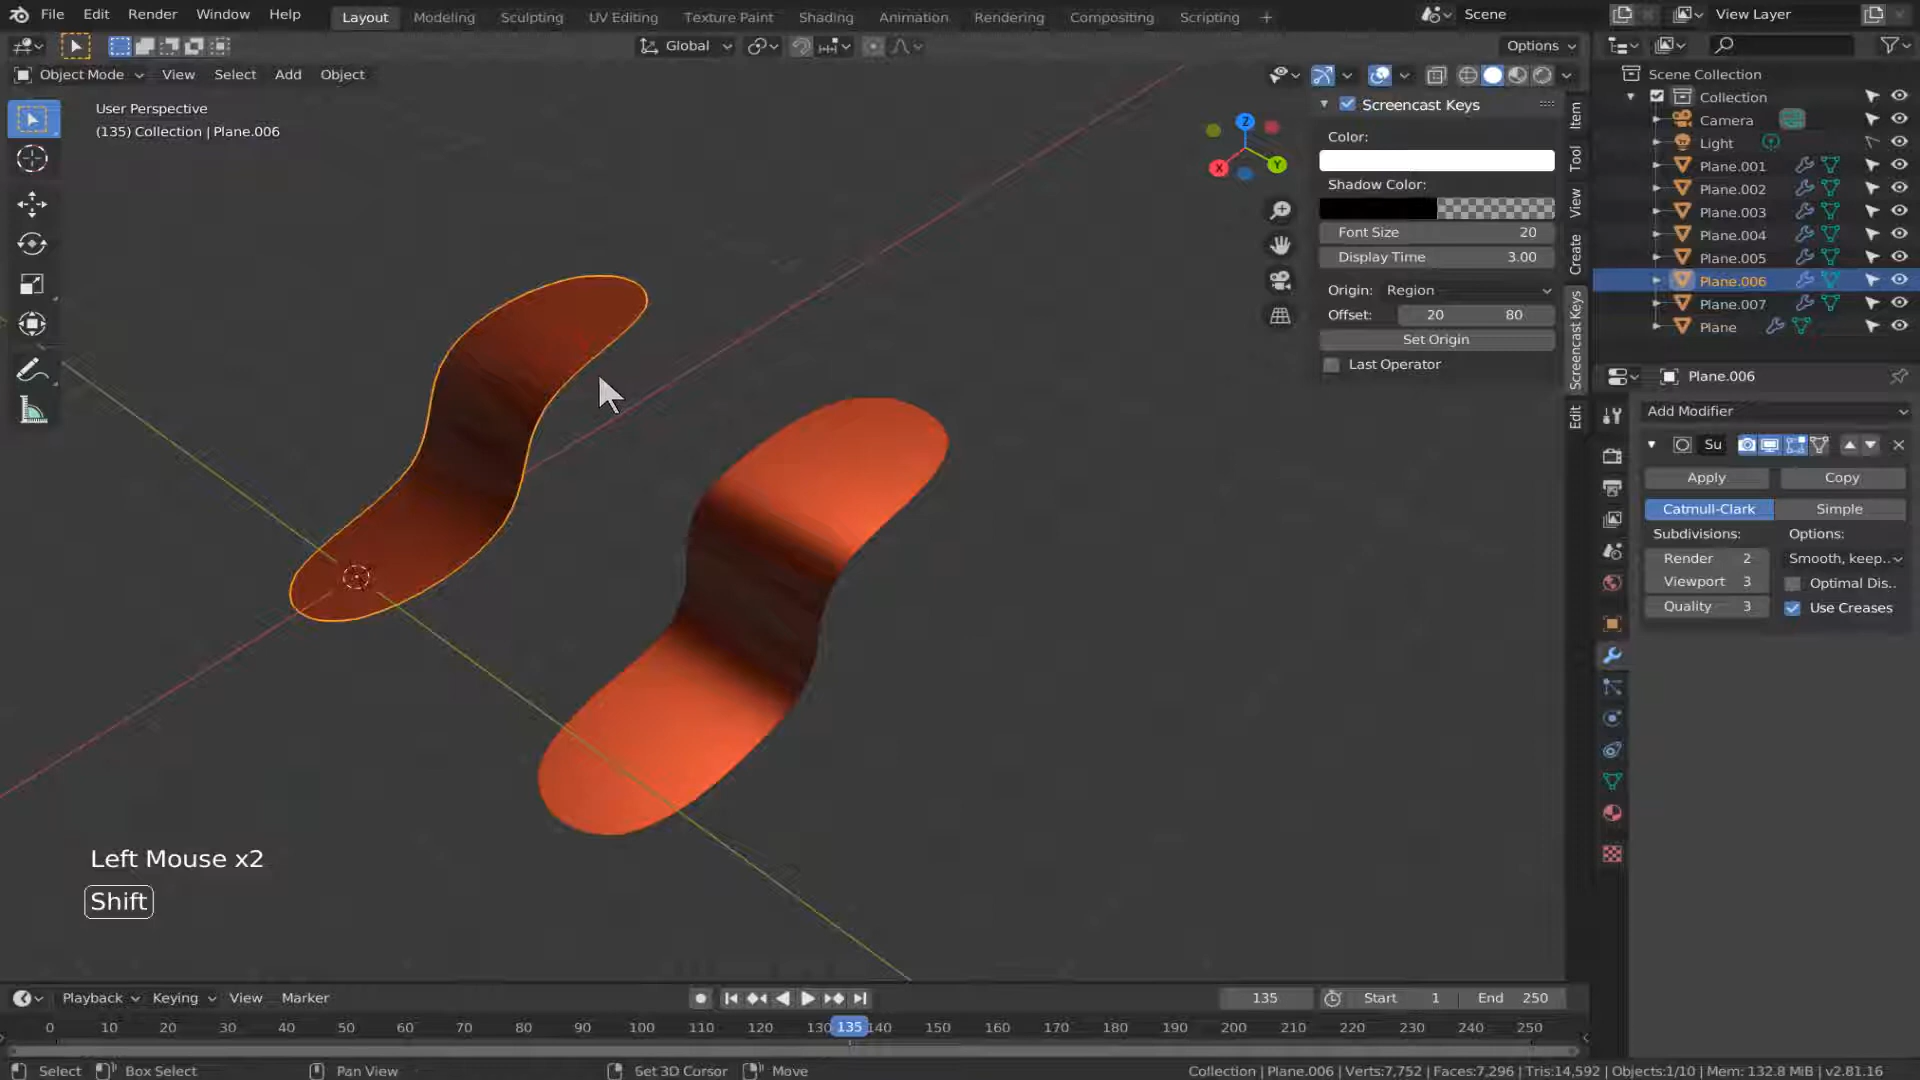 File Edit Render Window Help Layout Modeling Sculpting UV Editing Texture Paint Shading Animation Rendering Compositing Scripting + Scene View Layer
Global Options
Object Mode View Select Add Object
User Perspective
(135) Collection | Plane.006
Z
X
Y
Screencast Keys
Color:
Shadow Color:
Font Size 20
Display Time 3.00
Origin: Region
Offset: 20 80
Set Origin
Last Operator
Item
Tool
View
Create
Screencast Keys
Edit
Scene Collection
Collection
Camera
Light
Plane.001
Plane.002
Plane.003
Plane.004
Plane.005
Plane.006
Plane.007
Plane
Plane.006
Add Modifier
Su
Apply Copy
Catmull-Clark Simple
Subdivisions: Options:
Render 2 Smooth, keep..
Viewport 3 Optimal Dis..
Quality 3 Use Creases
Left Mouse x2
Shift
Playback Keying View Marker 135 Start 1 End 250
0 10 20 30 40 50 60 70 80 90 100 110 120 130 135 140 150 160 170 180 190 200 210 220 230 240 250
Select Box Select Pan View Set 3D Cursor Move Collection | Plane.006 | Verts:7,752 | Faces:7,296 | Tris:14,592 | Objects:1/10 | Mem: 132.8 MiB | v2.81.16